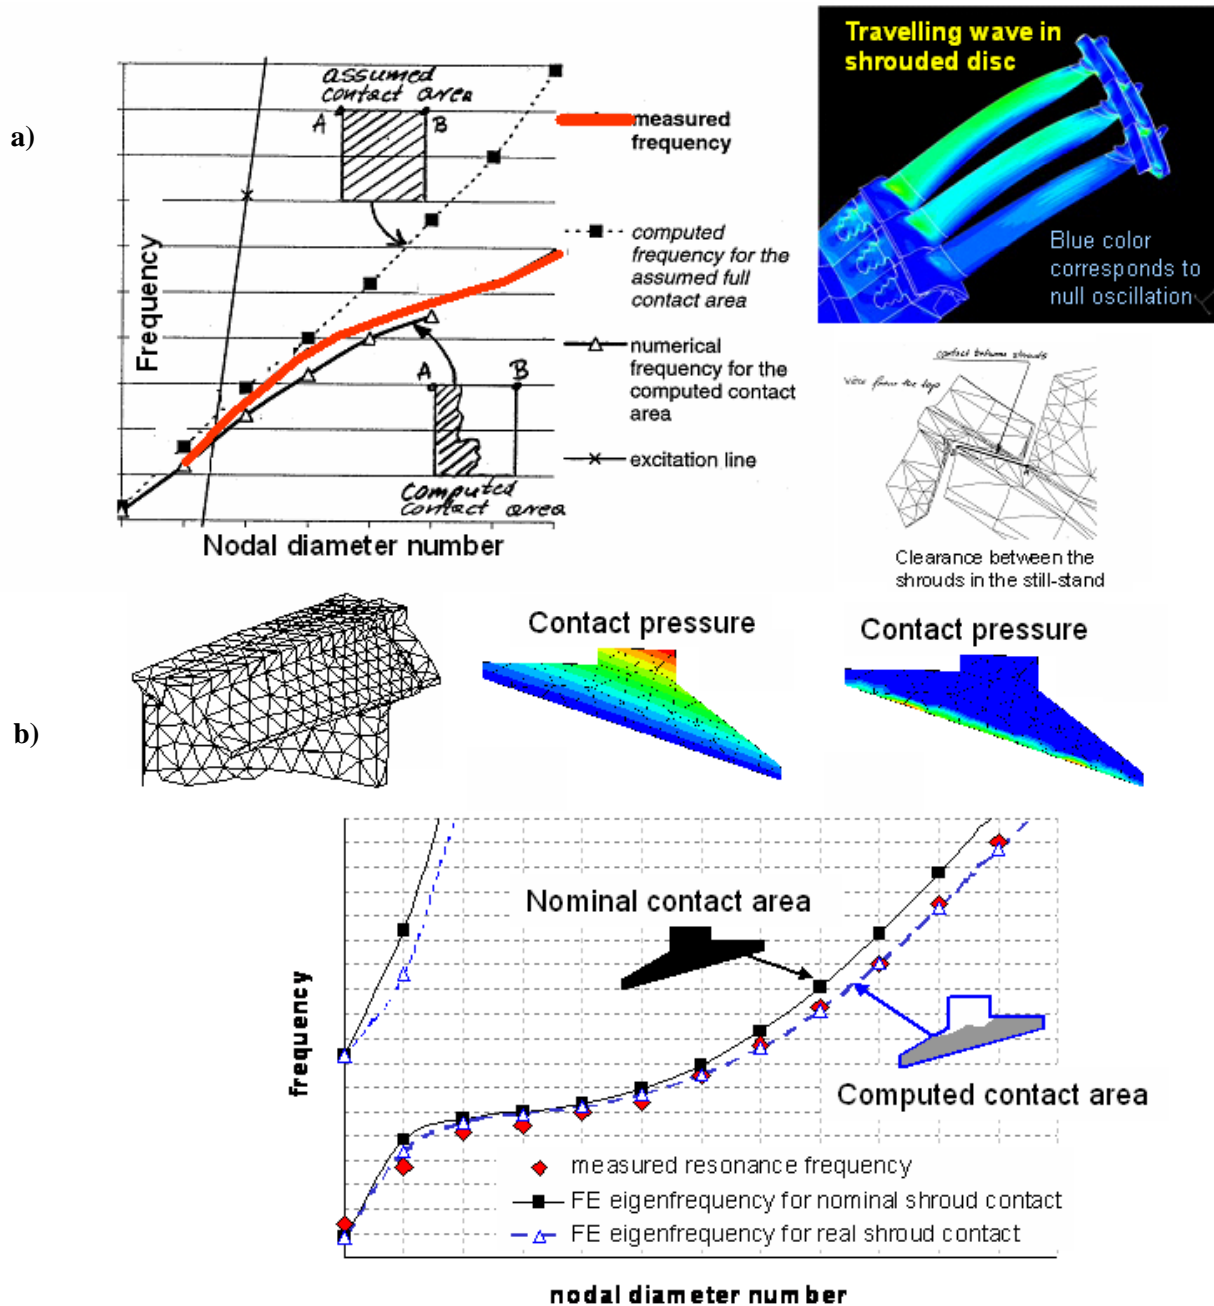 a)
Frequency
assumed
contact area
A
B
measured
frequency
computed
frequency for the
assumed full
contact area
numerical
frequency for the
computed contact
area
excitation line
A
B
computed
contact area
Nodal diameter number
Travelling wave in
shrouded disc
Blue color
corresponds to
null oscillation
contact between shrouds
view from the top
Clearance between the
shrouds in the still-stand
b)
Contact pressure
Contact pressure
frequency
Nominal contact area
Computed contact area
measured resonance frequency
FE eigenfrequency for nominal shroud contact
FE eigenfrequency for real shroud contact
nodal diameter number